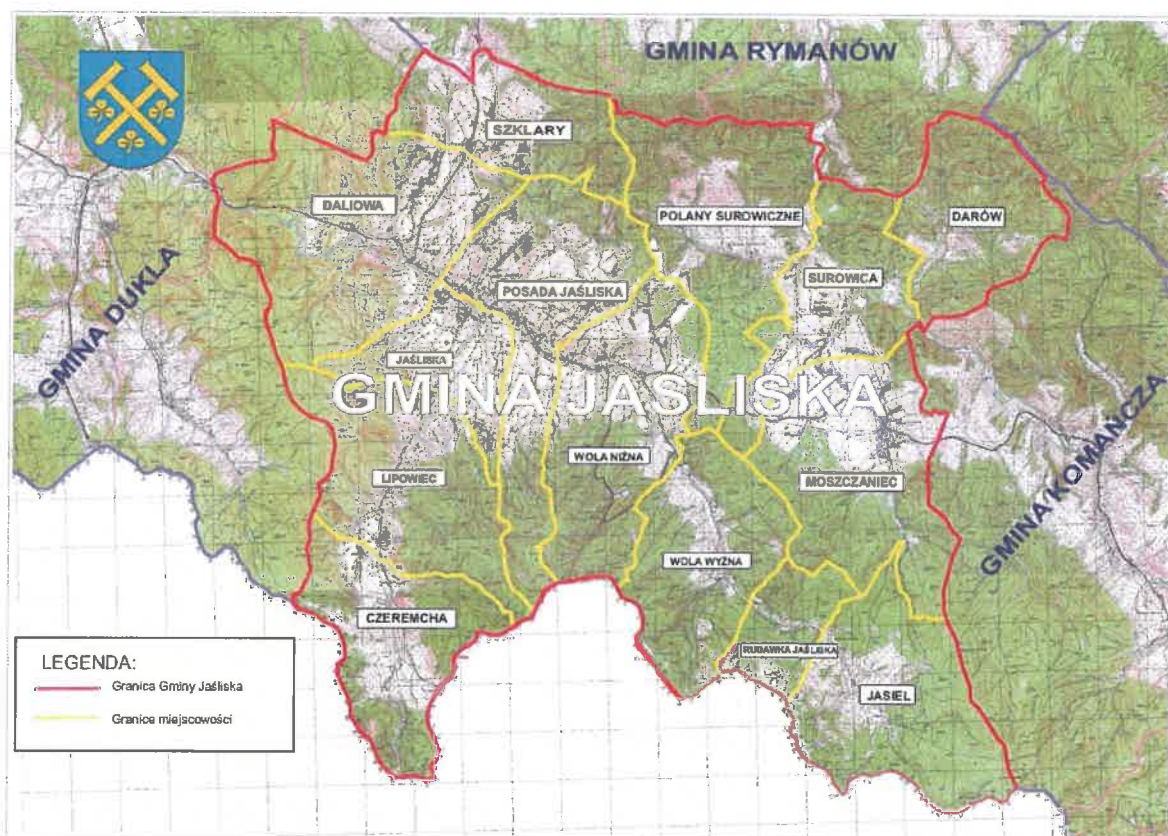 GMINA RYMANÓW
SZKLARY
DALIOWA
POLANY SUROWICZNE
DARÓW
SUROWICA
POSADA JAŚLISKA
GMINA DUKLA
JAŚLISKA
GMINA JAŚLISKA
GMINA KOMAŃCZA
WOLA NIŻNA
LIPOWIEC
MOSZCZANIEC
WOLA WYŻNA
CZEREMCHA
RUDAWKA JAŚLISKA
JASIEL
LEGENDA:
Granica Gminy Jaśliska
Granice miejscowości